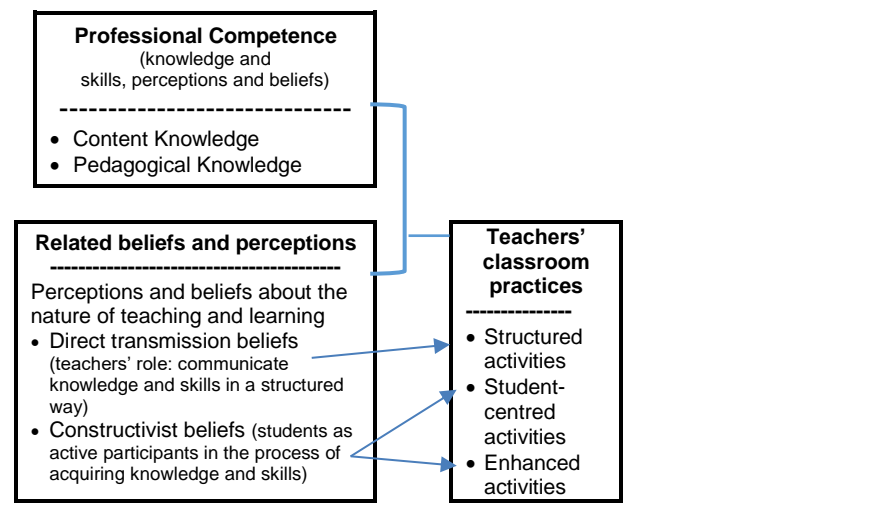 Professional Competence
(knowledge and
skills, perceptions and beliefs)
------------------------------
• Content Knowledge
• Pedagogical Knowledge
Related beliefs and perceptions
-----------------------------------------
Perceptions and beliefs about the
nature of teaching and learning
• Direct transmission beliefs
(teachers’ role: communicate
knowledge and skills in a structured
way)
• Constructivist beliefs (students as
active participants in the process of
acquiring knowledge and skills)
Teachers’
classroom
practices
---------------
• Structured
activities
• Student-
centred
activities
• Enhanced
activities